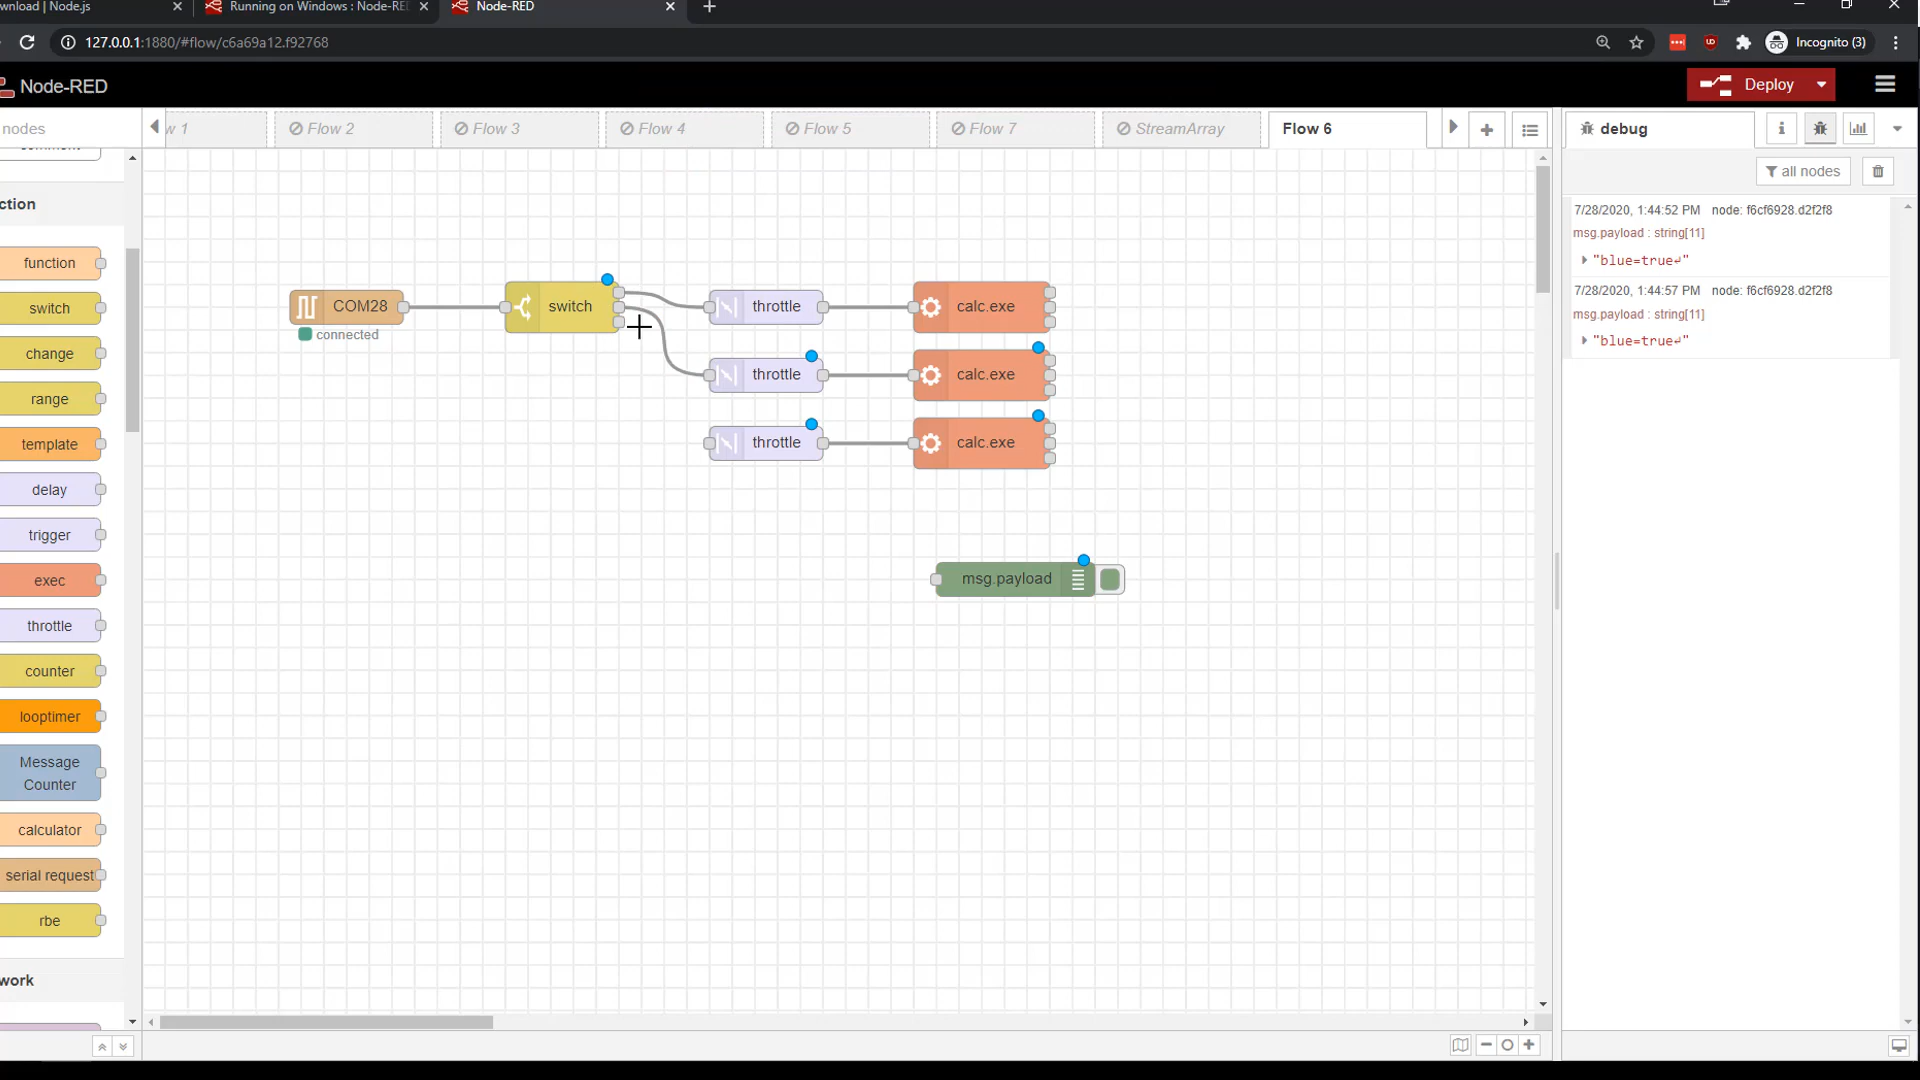 wnload | Node.js
Running on Windows : Node-RE
Node-RED
127.0.0.1:1880/#flow/c6a69a12.f92768
Incognito (3)
Node-RED
Deploy
nodes
w 1
Flow 2
Flow 3
Flow 4
Flow 5
Flow 7
StreamArray
Flow 6
debug
all nodes
ction
function
switch
change
range
template
delay
trigger
exec
throttle
counter
looptimer
Message
Counter
calculator
serial request
rbe
work
COM28
connected
switch
throttle
calc.exe
throttle
calc.exe
throttle
calc.exe
msg.payload
7/28/2020, 1:44:52 PM node: f6cf6928.d2f2f8
msg.payload : string[11]
"blue=true↵"
7/28/2020, 1:44:57 PM node: f6cf6928.d2f2f8
msg.payload : string[11]
"blue=true↵"